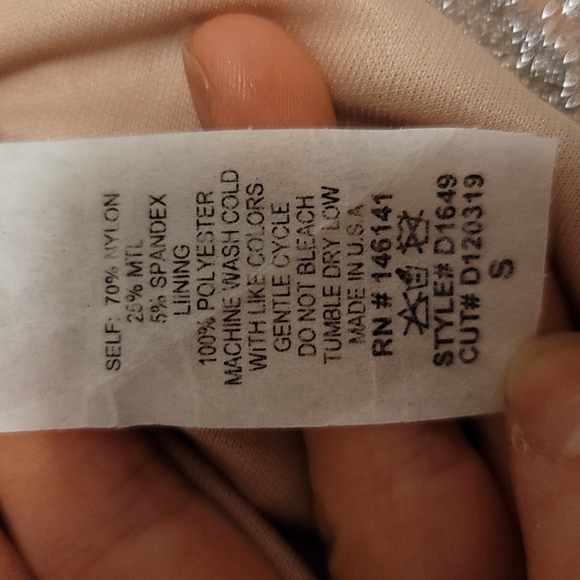 SELF: 70% NYLON
25% MTL
5% SPANDEX
LIINING
100% POLYESTER
MACHINE WASH COLD
WITH LIKE COLORS
GENTLE CYCLE
DO NOT BLEACH
TUMBLE DRY LOW
MADE IN U.S.A
RN # 146141
STYLE# D1649
CUT# D120319
S